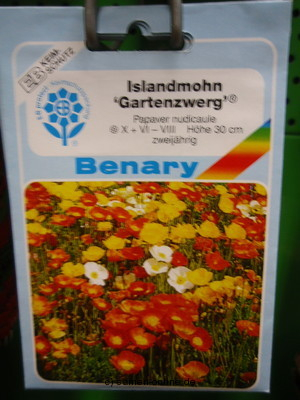 KEIM-
SCHUTZ
Islandmohn
'Gartenzwerg'®
Papaver nudicaule
X + VI – VIII Höhe 30 cm
zweijährig
Benary